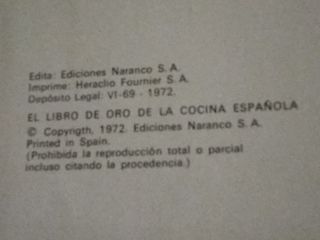 Edita: Ediciones Naranco S. A.
Imprime: Heraclio Fournier S. A.
Depósito Legal: VI-69 - 1972.
EL LIBRO DE ORO DE LA COCINA ESPAÑOLA
© Copyrigth, 1972. Ediciones Naranco S. A.
Printed in Spain.
(Prohibida la reproducción total o parcial
incluso citando la procedencia.)